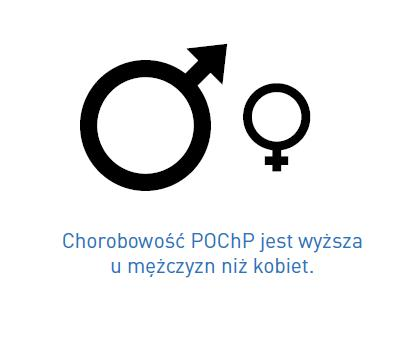 Chorobowość POChP jest wyższa
u mężczyzn niż kobiet.